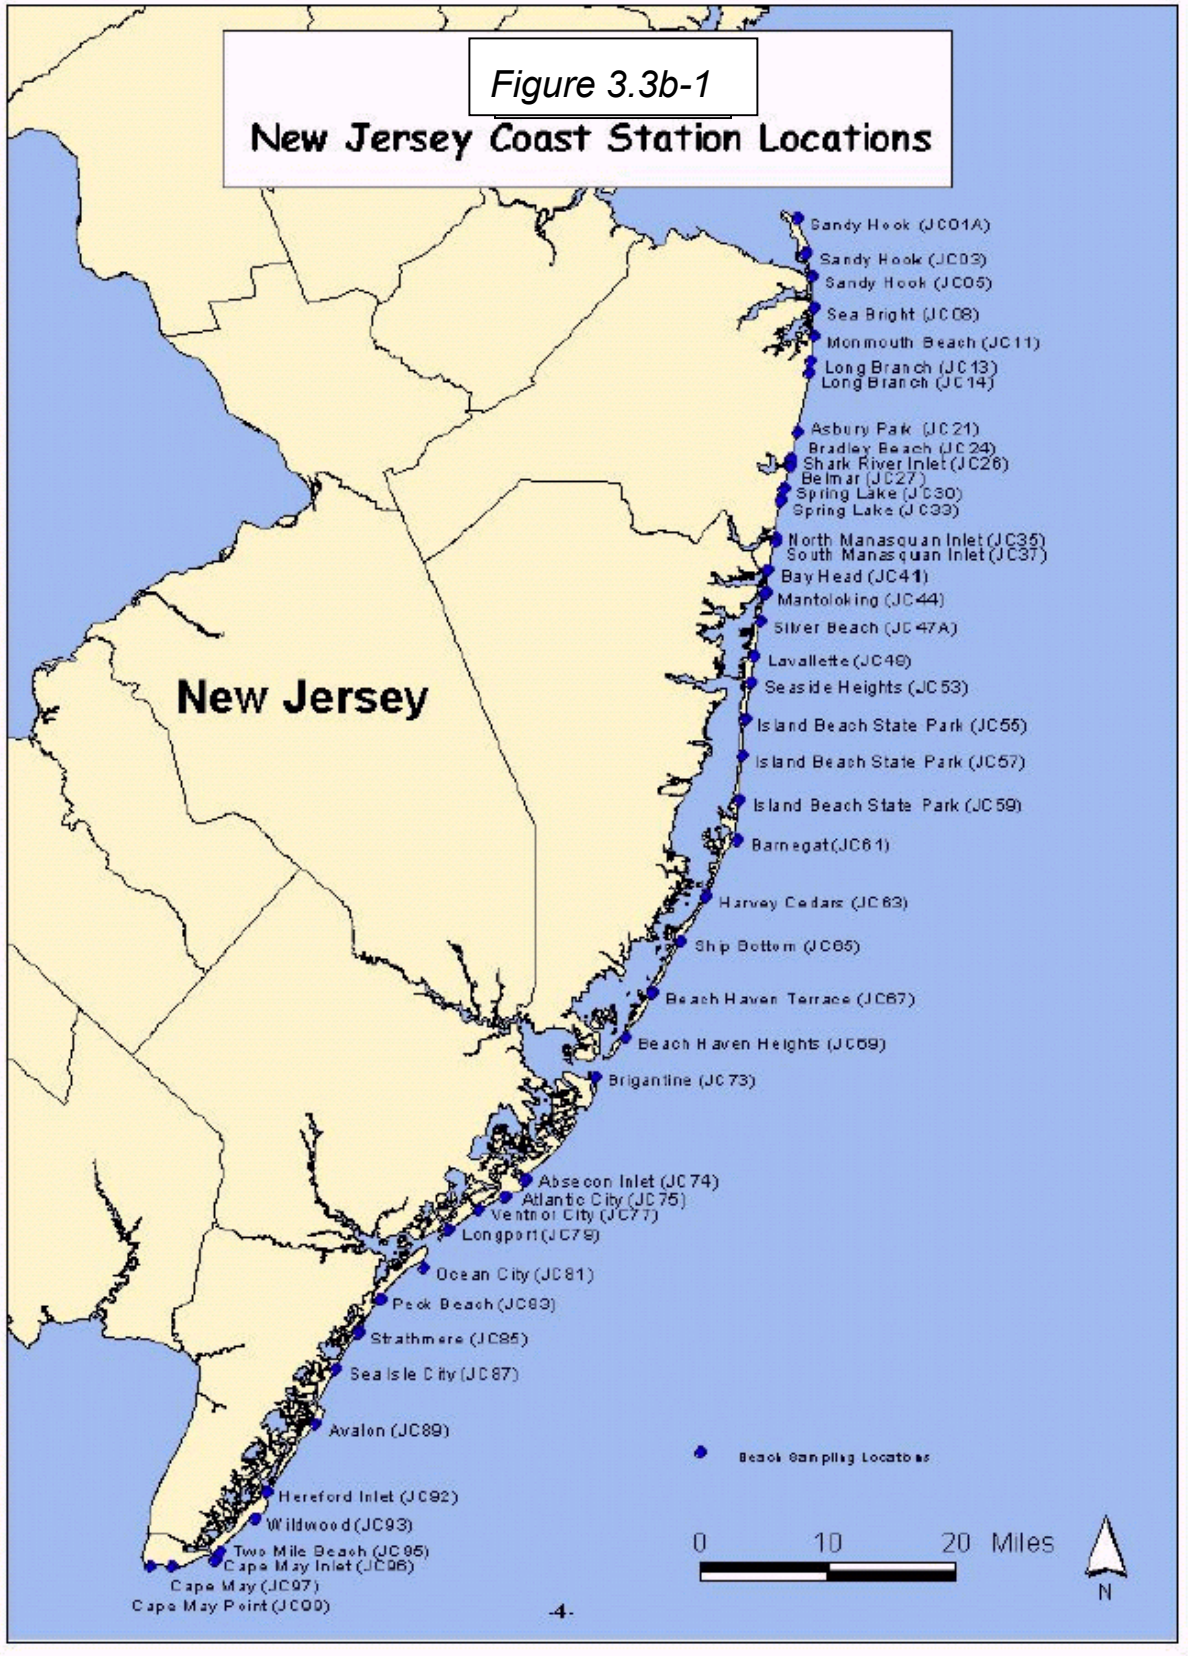 Figure 3.3b-1
New Jersey Coast Station Locations
Sandy Hook (JC01A)
Sandy Hook (JC03)
Sandy Hook (JC05)
Sea Bright (JC08)
Monmouth Beach (JC11)
Long Branch (JC13)
Long Branch (JC14)
Asbury Park (JC21)
Bradley Beach (JC24)
Shark River Inlet (JC26)
Belmar (JC27)
Spring Lake (JC30)
Spring Lake (JC33)
North Manasquan Inlet (JC35)
South Manasquan Inlet (JC37)
Bay Head (JC41)
Mantoloking (JC44)
Silver Beach (JC47A)
Lavallette (JC49)
Seaside Heights (JC53)
New Jersey
Island Beach State Park (JC55)
Island Beach State Park (JC57)
Island Beach State Park (JC59)
Barnegat (JC61)
Harvey Cedars (JC63)
Ship Bottom (JC65)
Beach Haven Terrace (JC67)
Beach Haven Heights (JC69)
Brigantine (JC73)
Absecon Inlet (JC74)
Atlantic City (JC75)
Ventnor City (JC77)
Longport (JC79)
Ocean City (JC81)
Peck Beach (JC83)
Strathmere (JC85)
Sea Isle City (JC87)
Avalon (JC89)
Beach Sampling Locations
Hereford Inlet (JC92)
Wildwood (JC93)
Two Mile Beach (JC95)
Cape May Inlet (JC96)
Cape May (JC97)
Cape May Point (JC99)
0 10 20 Miles
N
-4-